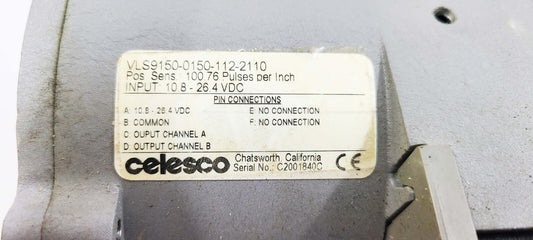 VLS9150-0150-112-2110
Pos. Sens.: 100.76 Pulses per Inch
INPUT: 10.8 - 26.4 VDC
PIN CONNECTIONS
A: 10.8 - 26.4 VDC E: NO CONNECTION
B: COMMON F: NO CONNECTION
C: OUPUT CHANNEL A
D: OUTPUT CHANNEL B
celesco Chatsworth, California CE
Serial No.: C2001840C